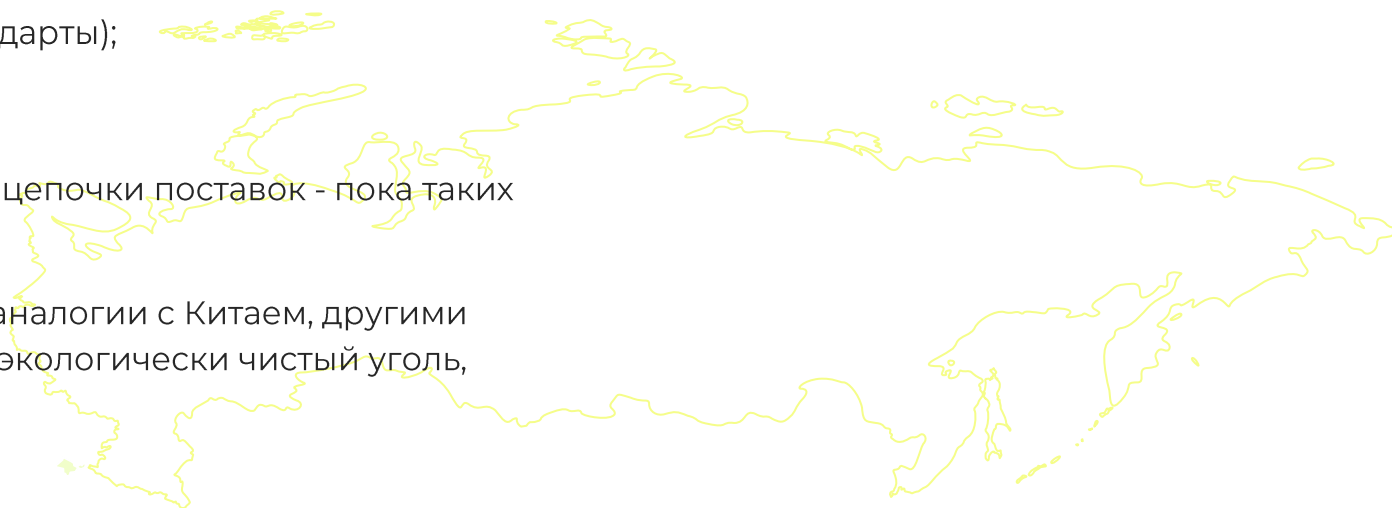 дарты);
цепочки поставок - пока таких
аналогии с Китаем, другими
экологически чистый уголь,